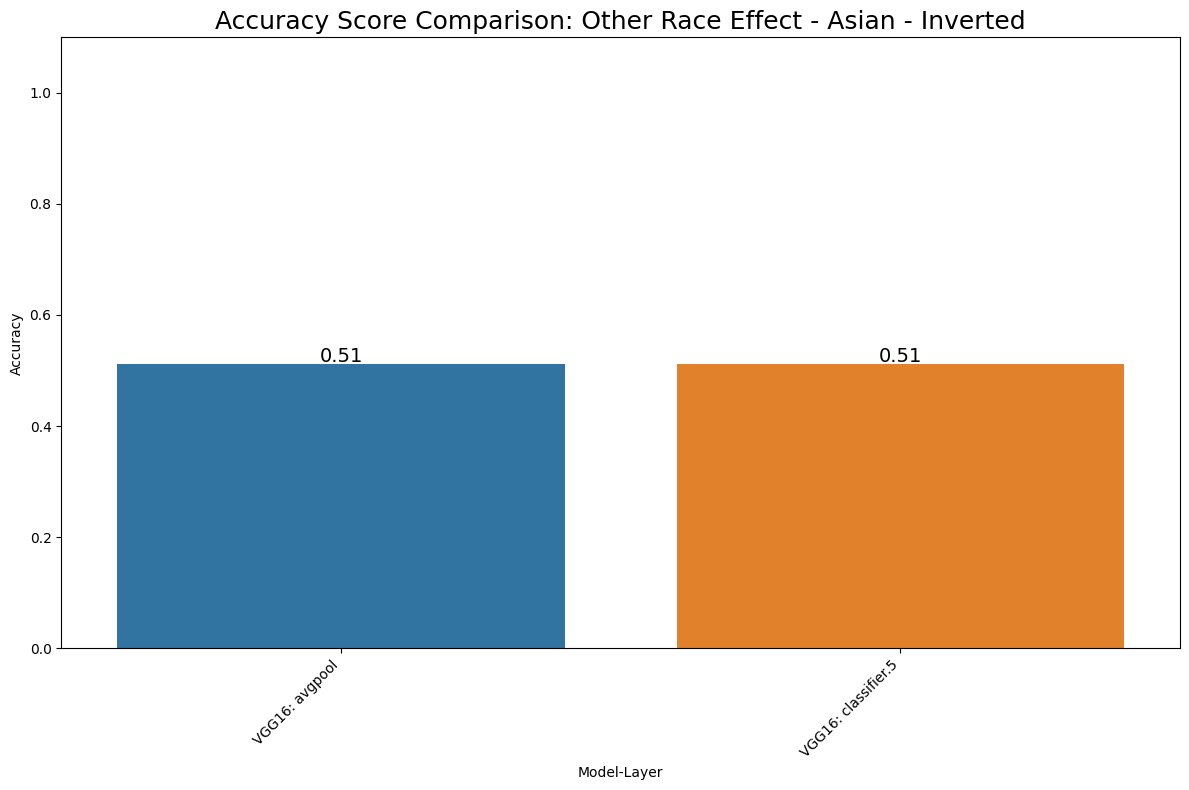 Accuracy Score Comparison: Other Race Effect - Asian - Inverted
1.0
0.8
0.6
0.4
0.2
0.0
Accuracy
0.51
0.51
VGG16: avgpool
VGG16: classifier.5
Model-Layer